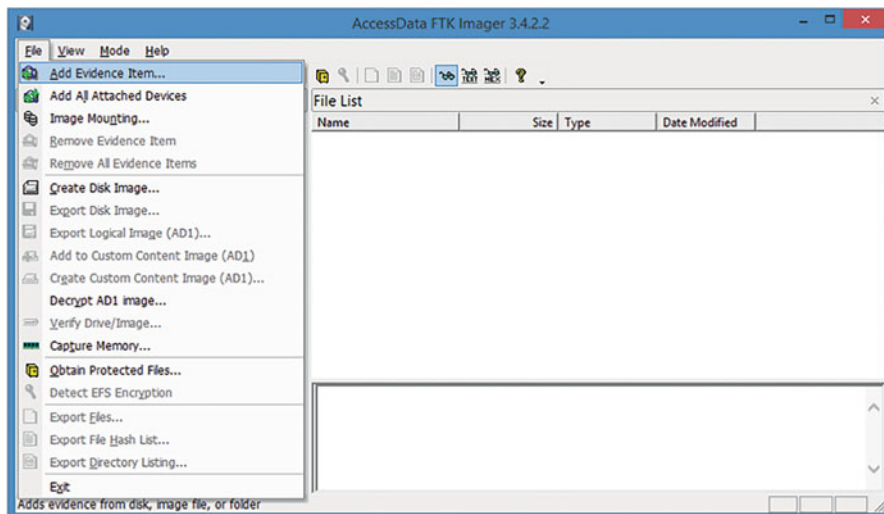 AccessData FTK Imager 3.4.2.2
File View Mode Help
Add Evidence Item...
Add All Attached Devices
Image Mounting...
Remove Evidence Item
Remove All Evidence Items
Create Disk Image...
Export Disk Image...
Export Logical Image (AD1)...
Add to Custom Content Image (AD1)
Create Custom Content Image (AD1)...
Decrypt AD1 image...
Verify Drive/Image...
Capture Memory...
Obtain Protected Files...
Detect EFS Encryption
Export Files...
Export File Hash List...
Export Directory Listing...
Exit
TEXT HEX
File List
Name Size Type Date Modified
Adds evidence from disk, image file, or folder